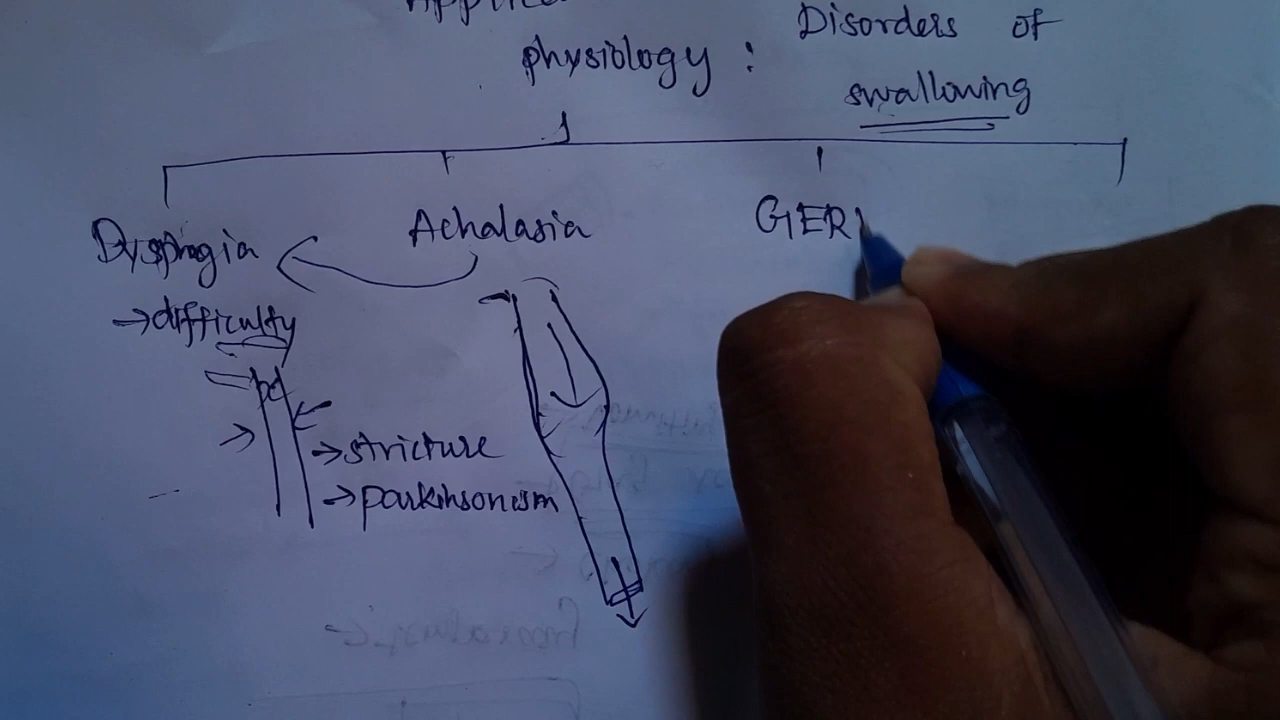 physiology : Disorders of
swallowing
Dysphagia
Achalasia
GER
→difficulty
→stricture
→parkinsonism